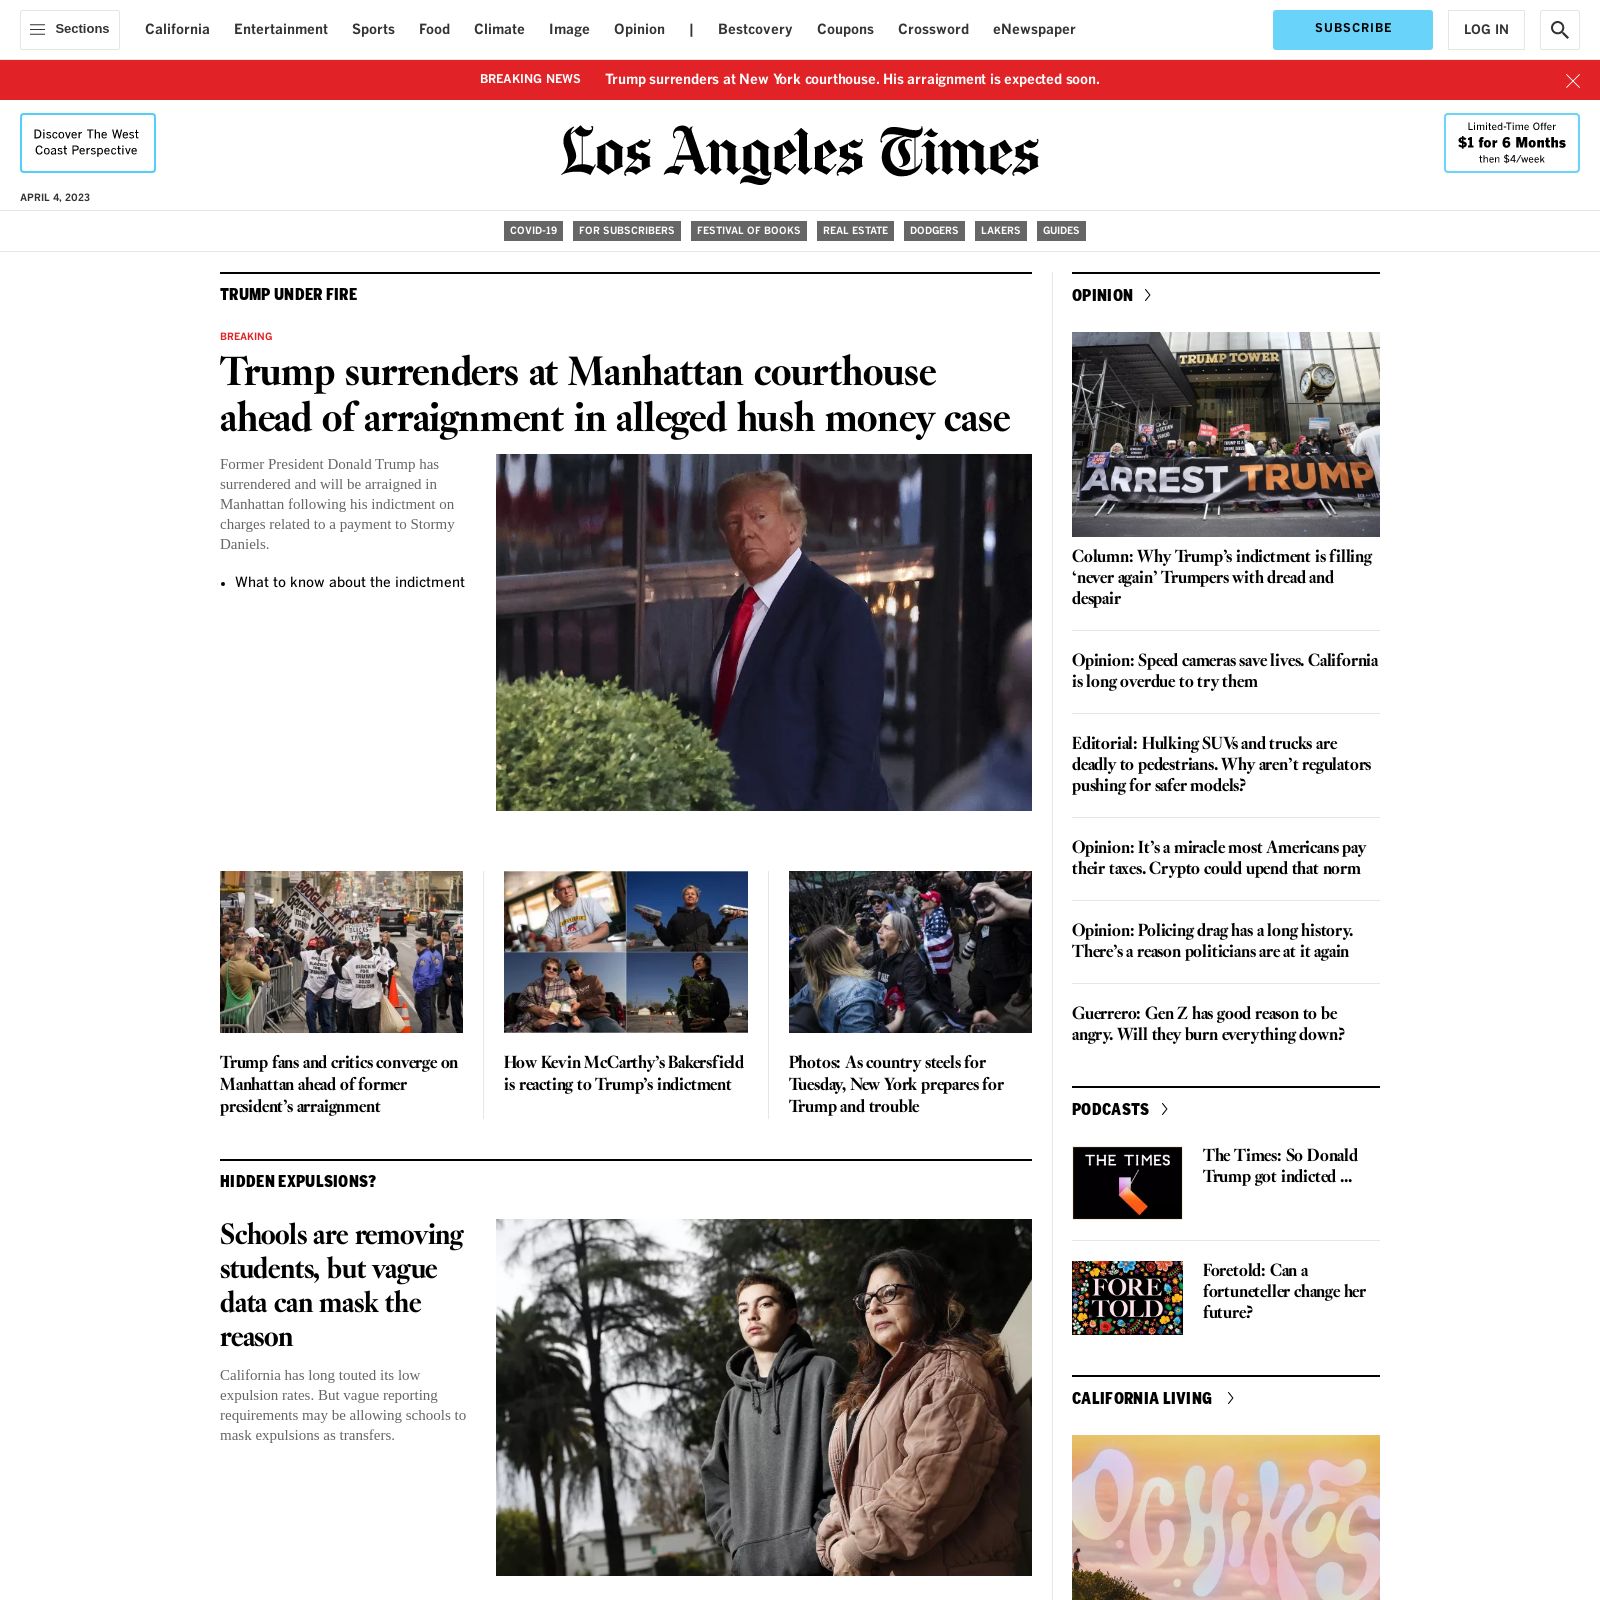 Sections
California
Entertainment
Sports
Food
Climate
Image
Opinion
|
Bestcovery
Coupons
Crossword
eNewspaper
SUBSCRIBE
LOG IN
BREAKING NEWS
Trump surrenders at New York courthouse. His arraignment is expected soon.
Discover The West
Coast Perspective
Los Angeles Times
Limited-Time Offer
$1 for 6 Months
then $4/week
APRIL 4, 2023
COVID-19
FOR SUBSCRIBERS
FESTIVAL OF BOOKS
REAL ESTATE
DODGERS
LAKERS
GUIDES
TRUMP UNDER FIRE
BREAKING
Trump surrenders at Manhattan courthouse
ahead of arraignment in alleged hush money case
Former President Donald Trump has
surrendered and will be arraigned in
Manhattan following his indictment on
charges related to a payment to Stormy
Daniels.
• What to know about the indictment
Trump fans and critics converge on
Manhattan ahead of former
president’s arraignment
How Kevin McCarthy’s Bakersfield
is reacting to Trump’s indictment
Photos: As country steels for
Tuesday, New York prepares for
Trump and trouble
HIDDEN EXPULSIONS?
Schools are removing
students, but vague
data can mask the
reason
California has long touted its low
expulsion rates. But vague reporting
requirements may be allowing schools to
mask expulsions as transfers.
OPINION
TRUMP TOWER
ARREST TRUMP
Column: Why Trump’s indictment is filling
‘never again’ Trumpers with dread and
despair
Opinion: Speed cameras save lives. California
is long overdue to try them
Editorial: Hulking SUVs and trucks are
deadly to pedestrians. Why aren’t regulators
pushing for safer models?
Opinion: It’s a miracle most Americans pay
their taxes. Crypto could upend that norm
Opinion: Policing drag has a long history.
There’s a reason politicians are at it again
Guerrero: Gen Z has good reason to be
angry. Will they burn everything down?
PODCASTS
THE TIMES
The Times: So Donald
Trump got indicted ...
FORE
TOLD
Foretold: Can a
fortuneteller change her
future?
CALIFORNIA LIVING
OCHIKES